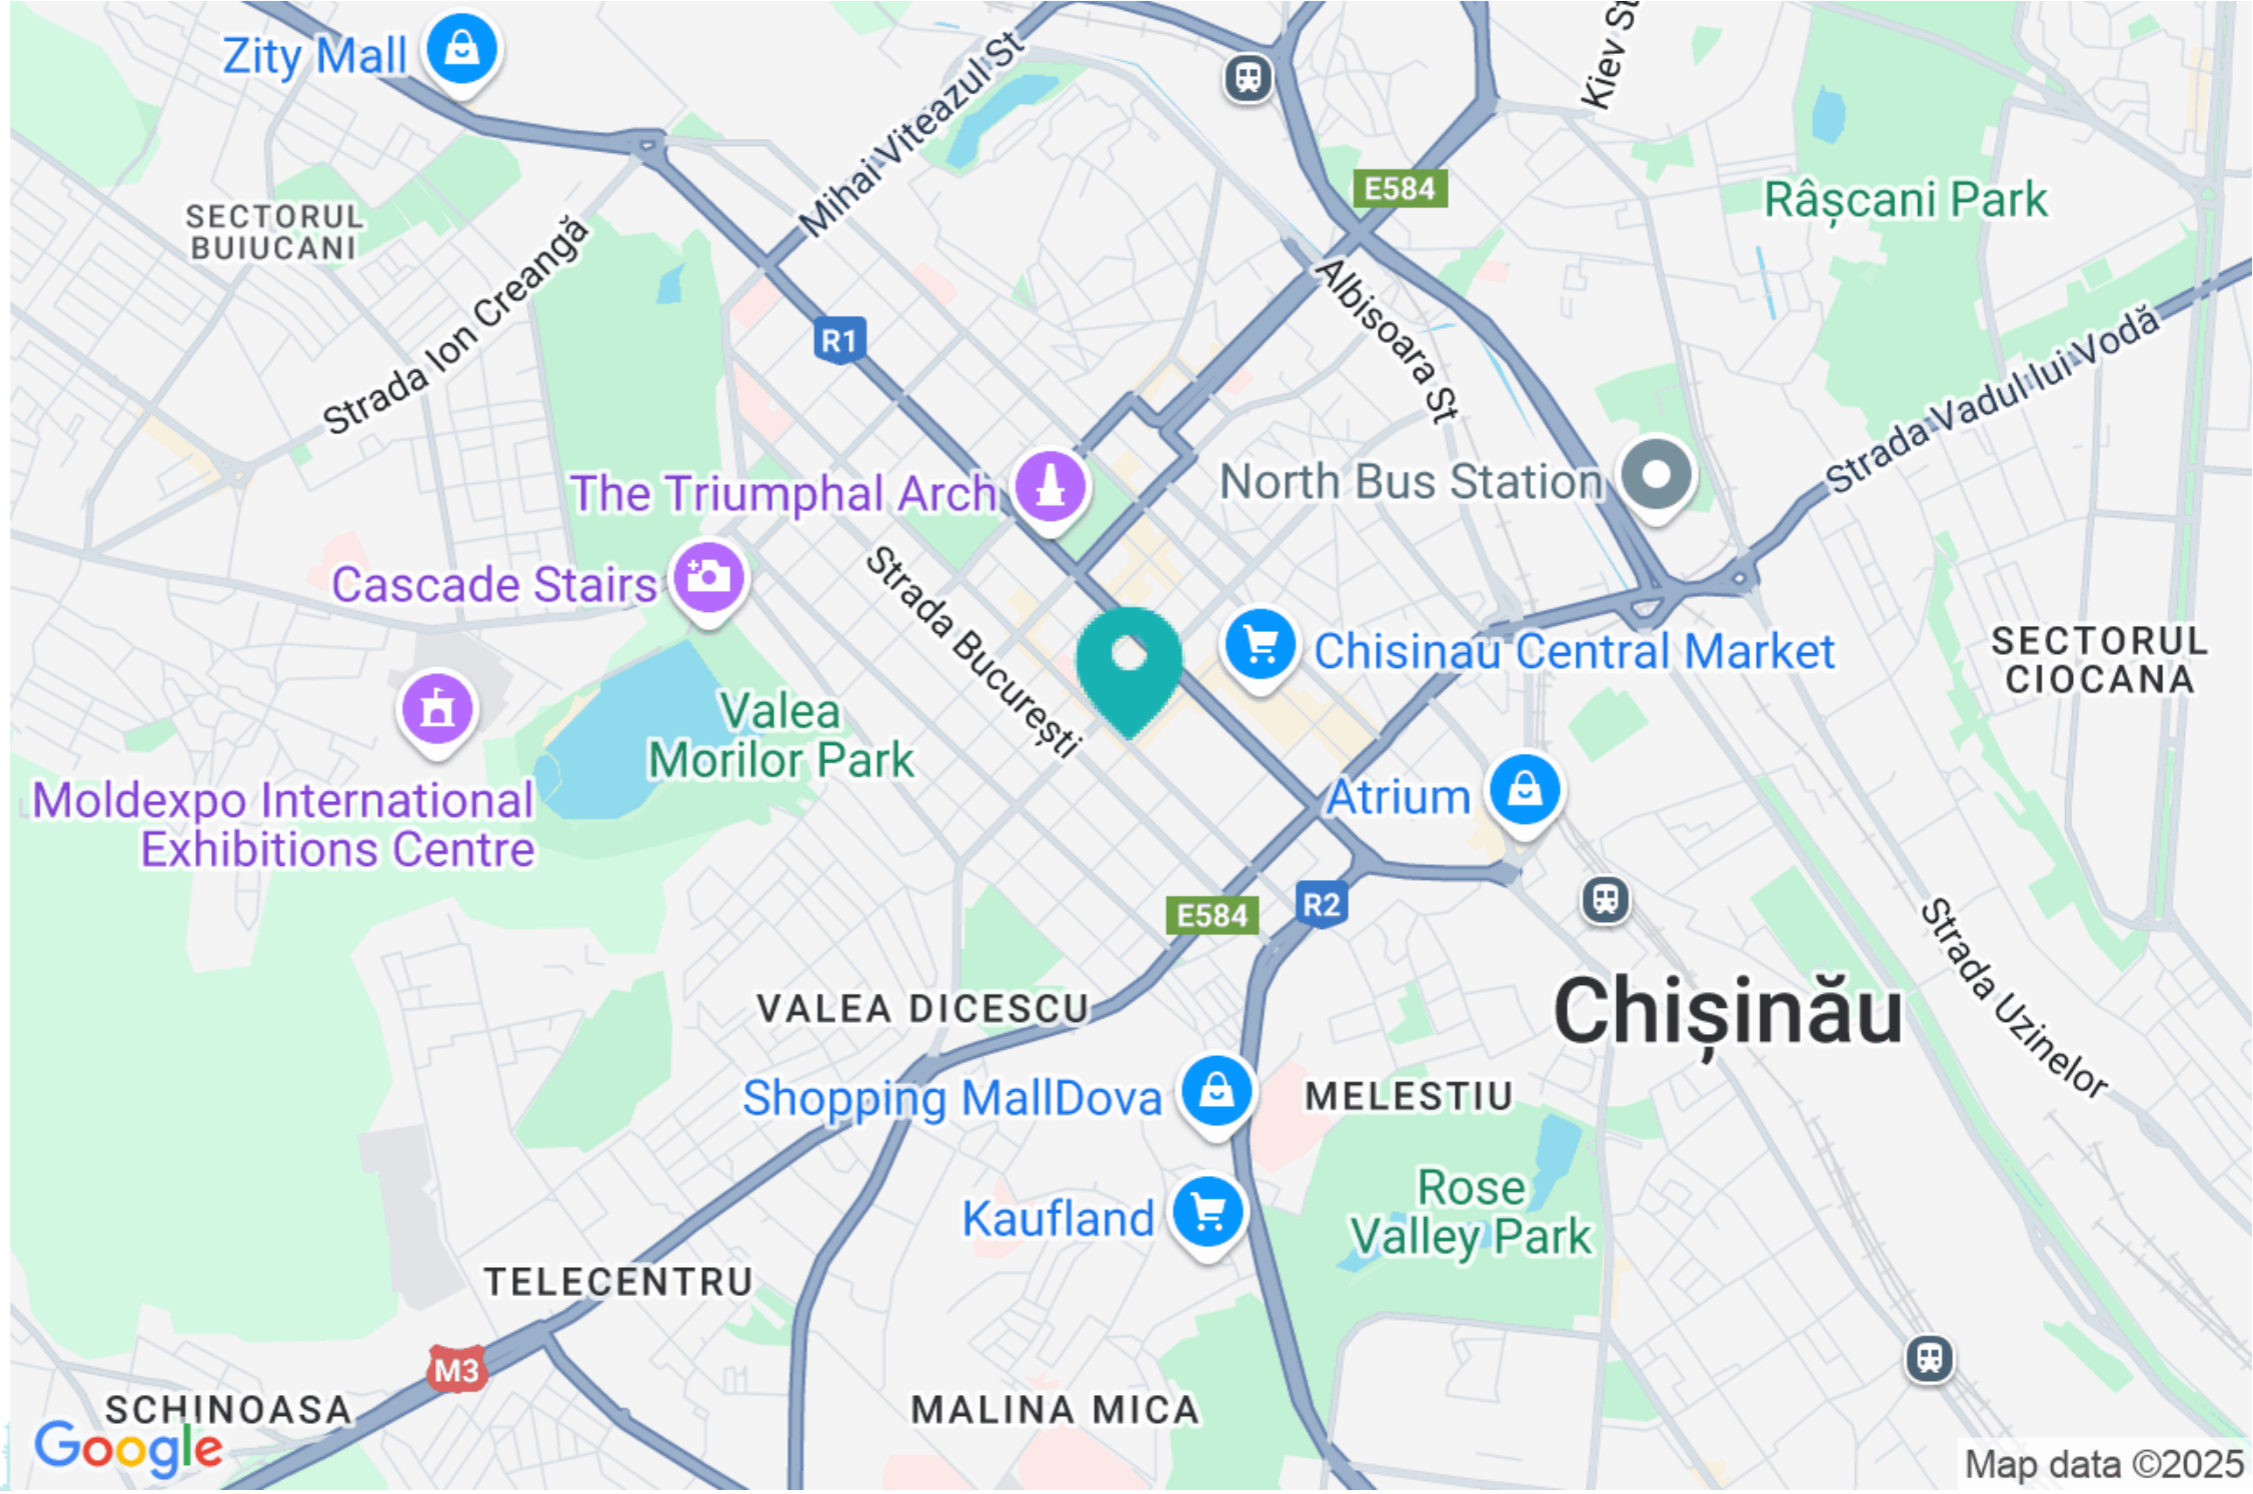 Zity Mall
Mihai Viteazul St
Kiev St
E584
Râșcani Park
SECTORUL
BUIUCANI
Strada Ion Creangă
R1
Albisoara St
Strada Vadul lui Vodă
The Triumphal Arch
North Bus Station
Cascade Stairs
Strada București
Chisinau Central Market
SECTORUL
CIOCANA
Valea
Morilor Park
Moldexpo International
Exhibitions Centre
Atrium
E584
R2
Strada Uzinelor
VALEA DICESCU
Chișinău
Shopping MallDova
MELESTIU
Rose
Valley Park
Kaufland
TELECENTRU
M3
SCHINOASA
MALINA MICA
Google
Map data ©2025